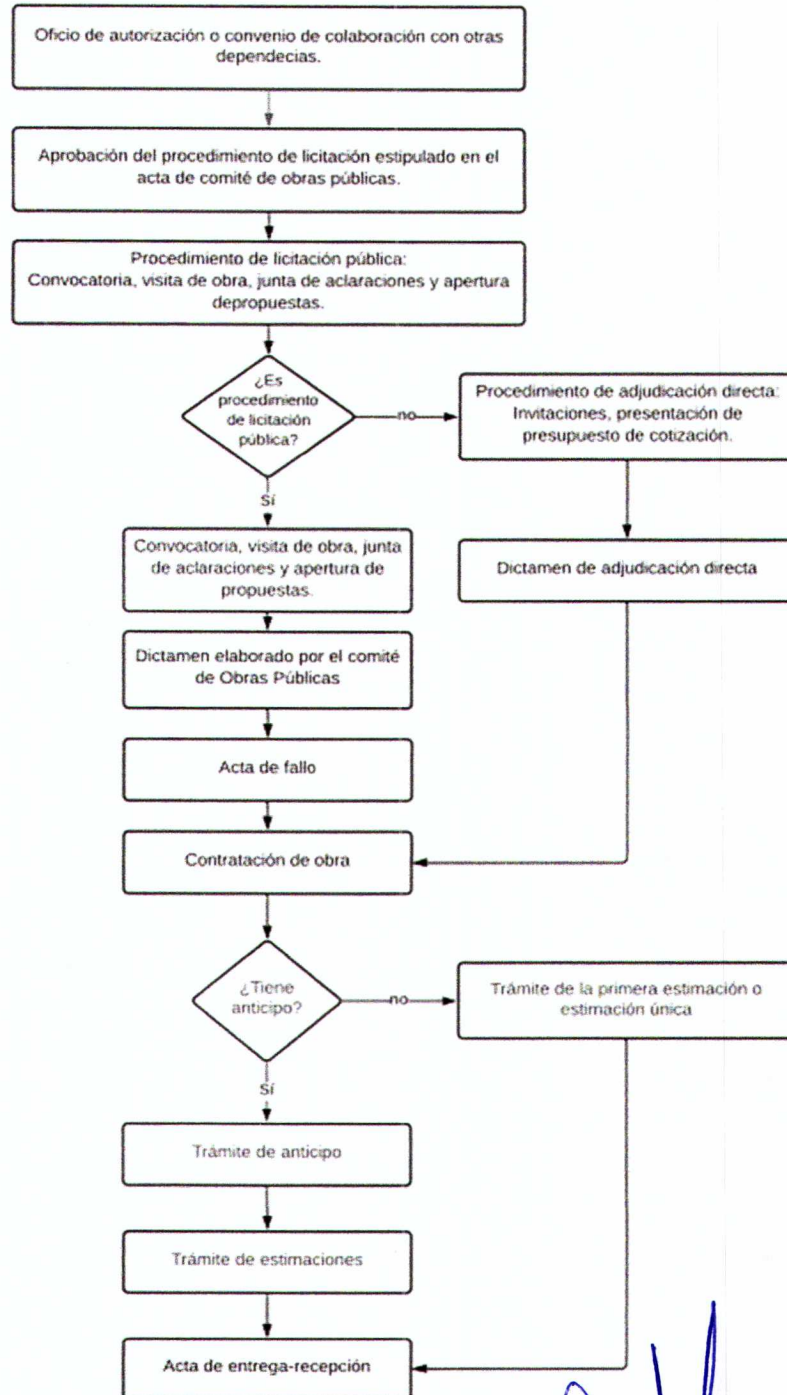 Oficio de autorización o convenio de colaboración con otras
dependecias.
Aprobación del procedimiento de licitación estipulado en el
acta de comité de obras públicas.
Procedimiento de licitación pública:
Convocatoria, visita de obra, junta de aclaraciones y apertura
depropuestas.
¿Es
procedimiento
de licitación
pública?
no
Procedimiento de adjudicación directa:
Invitaciones, presentación de
presupuesto de cotización.
Sí
Convocatoria, visita de obra, junta
de aclaraciones y apertura de
propuestas.
Dictamen de adjudicación directa
Dictamen elaborado por el comité
de Obras Públicas
Acta de fallo
Contratación de obra
¿Tiene
anticipo?
no
Trámite de la primera estimación o
estimación única
Sí
Trámite de anticipo
Trámite de estimaciones
Acta de entrega-recepción